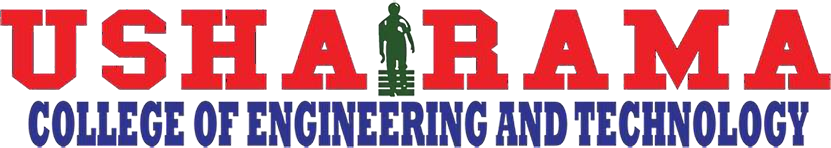 USHA RAMA
COLLEGE OF ENGINEERING AND TECHNOLOGY